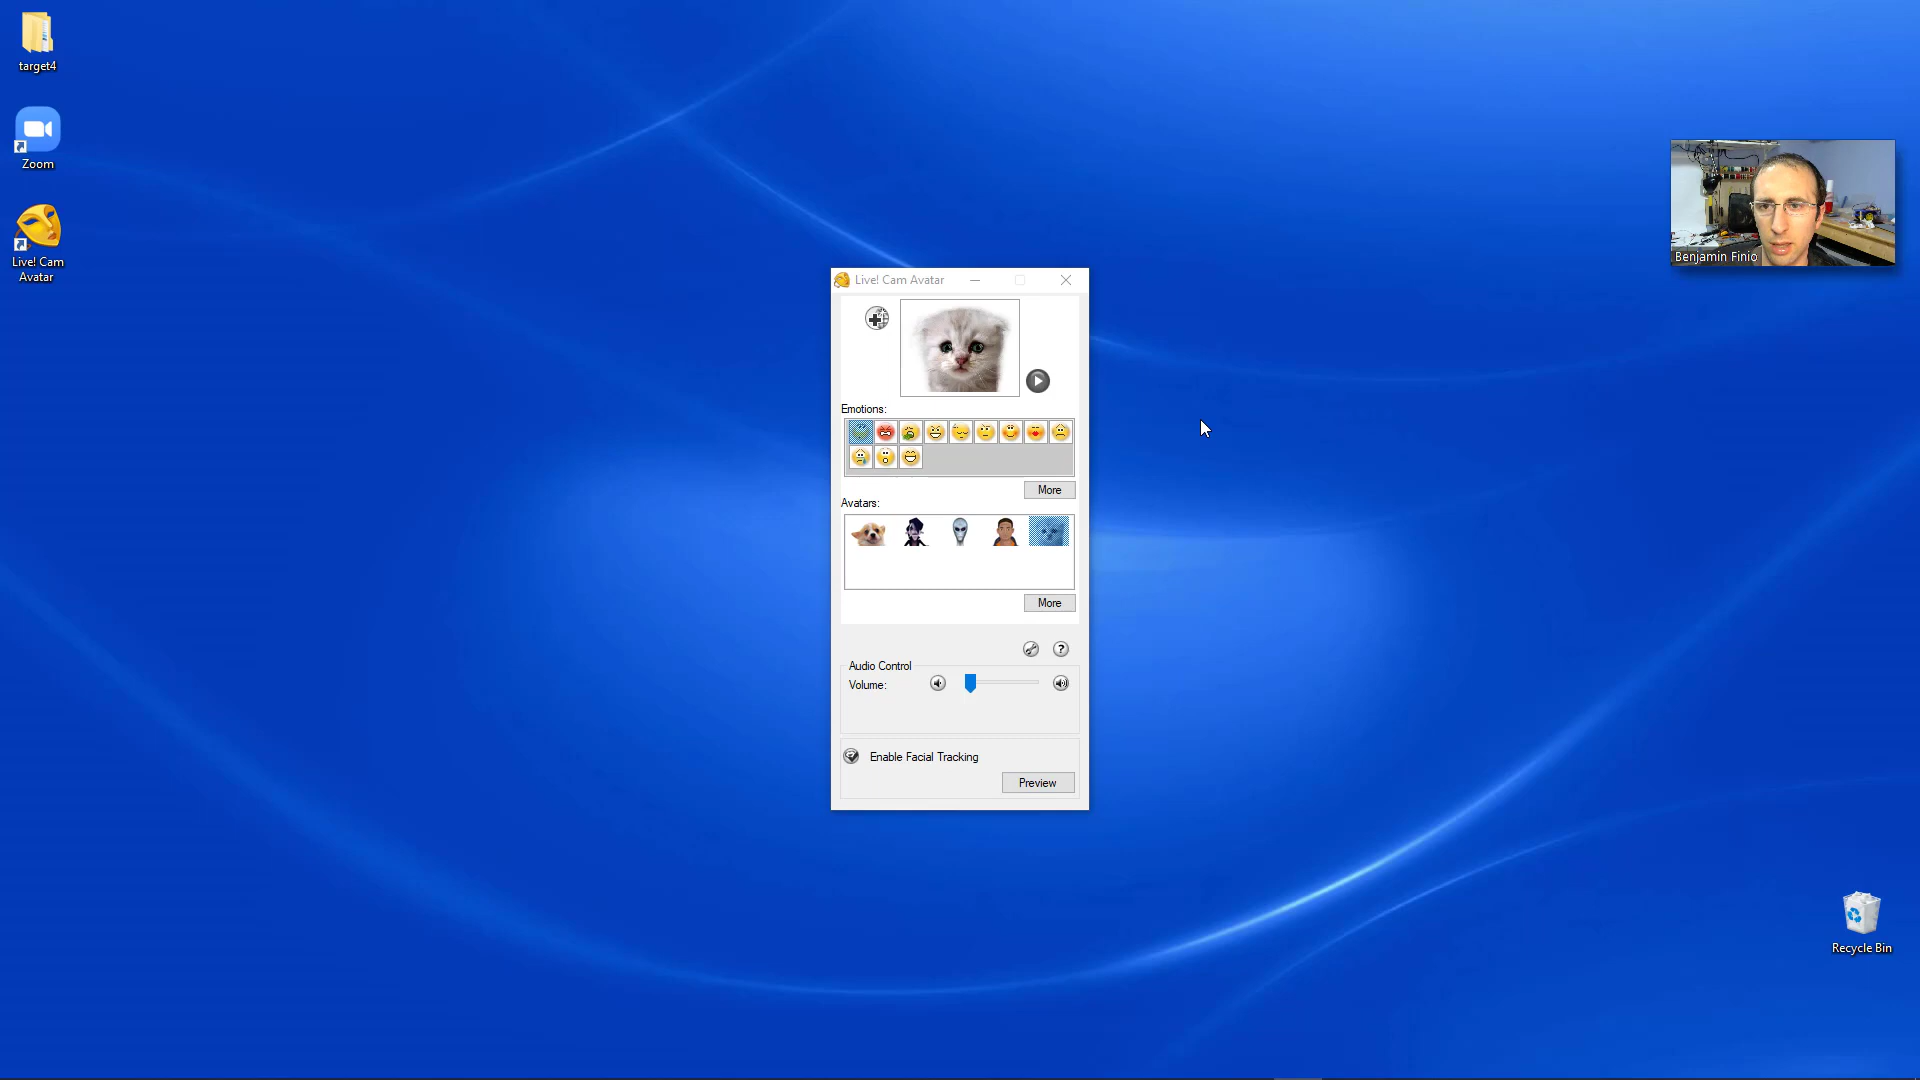 target4
Zoom
Live! Cam
Avatar
Benjamin Finio
Live! Cam Avatar
Emotions:
More
Avatars:
More
?
Audio Control
Volume:
Enable Facial Tracking
Preview
Recycle Bin